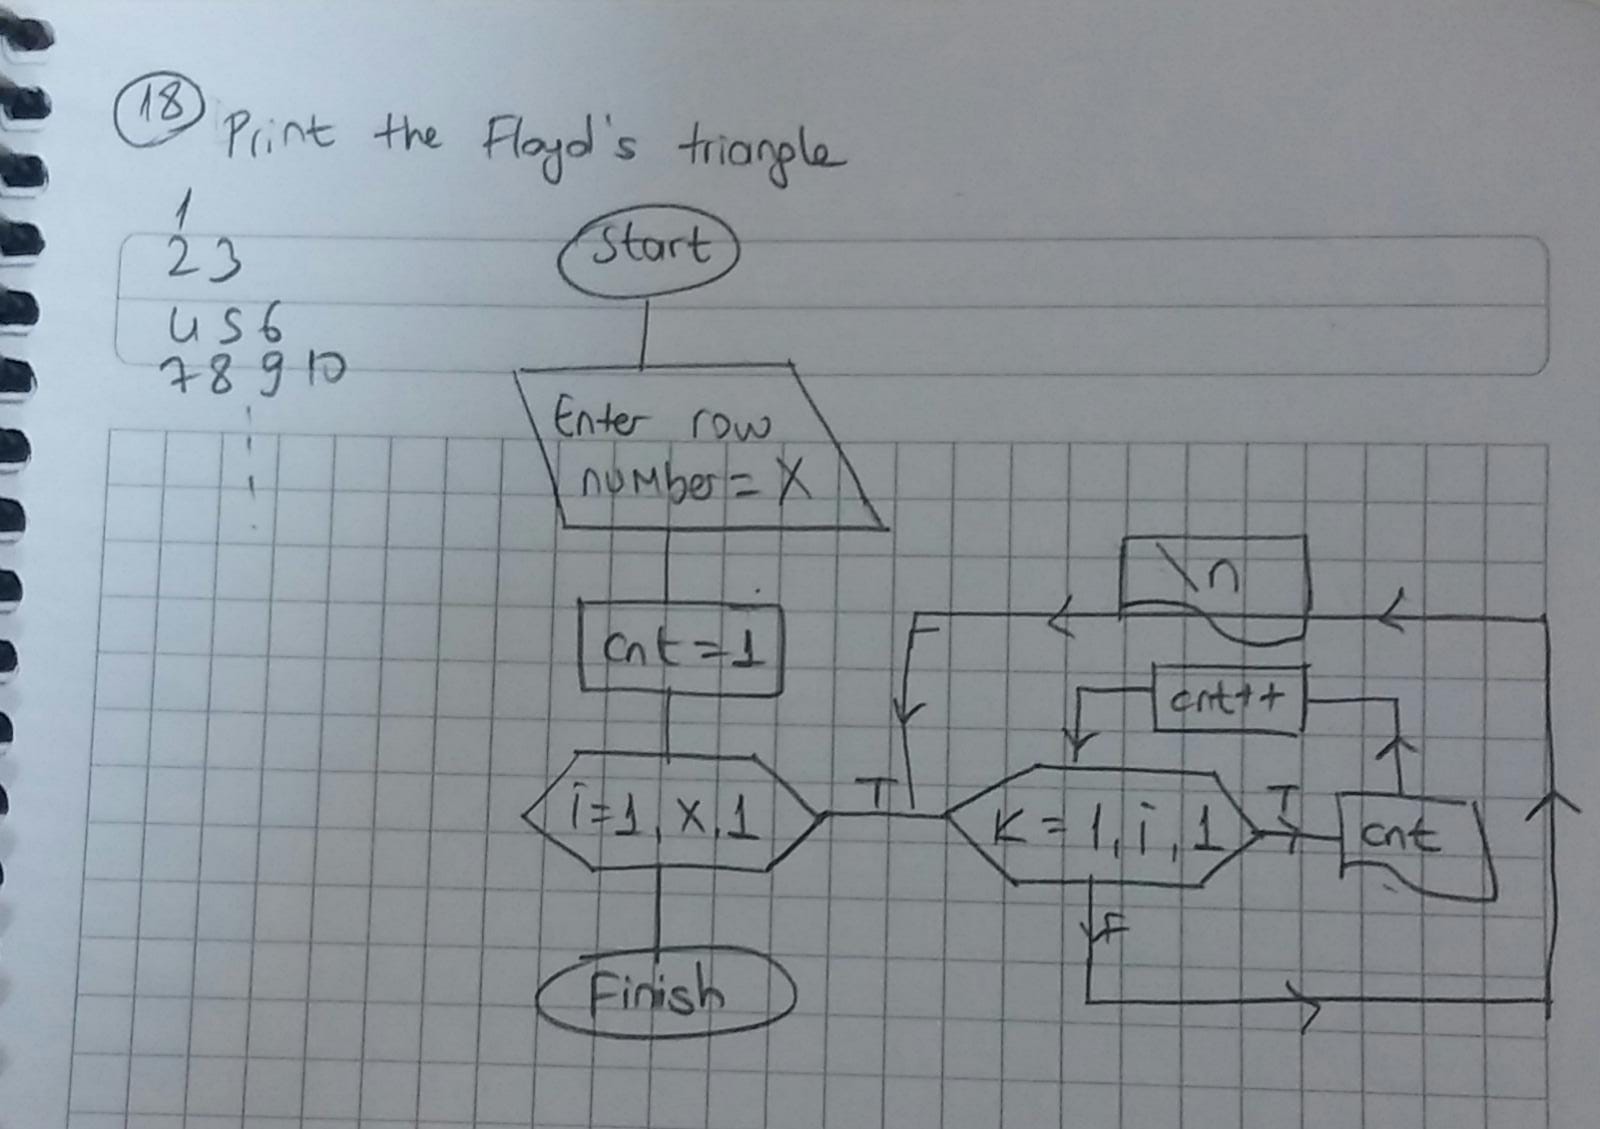 18 Print the Floyd's triangle
1
2 3
4 5 6
7 8 9 10
Start
Enter row
number = X
cnt = 1
i=1, X, 1
T
K = 1, i, 1
T
cnt
cnt++
F
\n
Finish